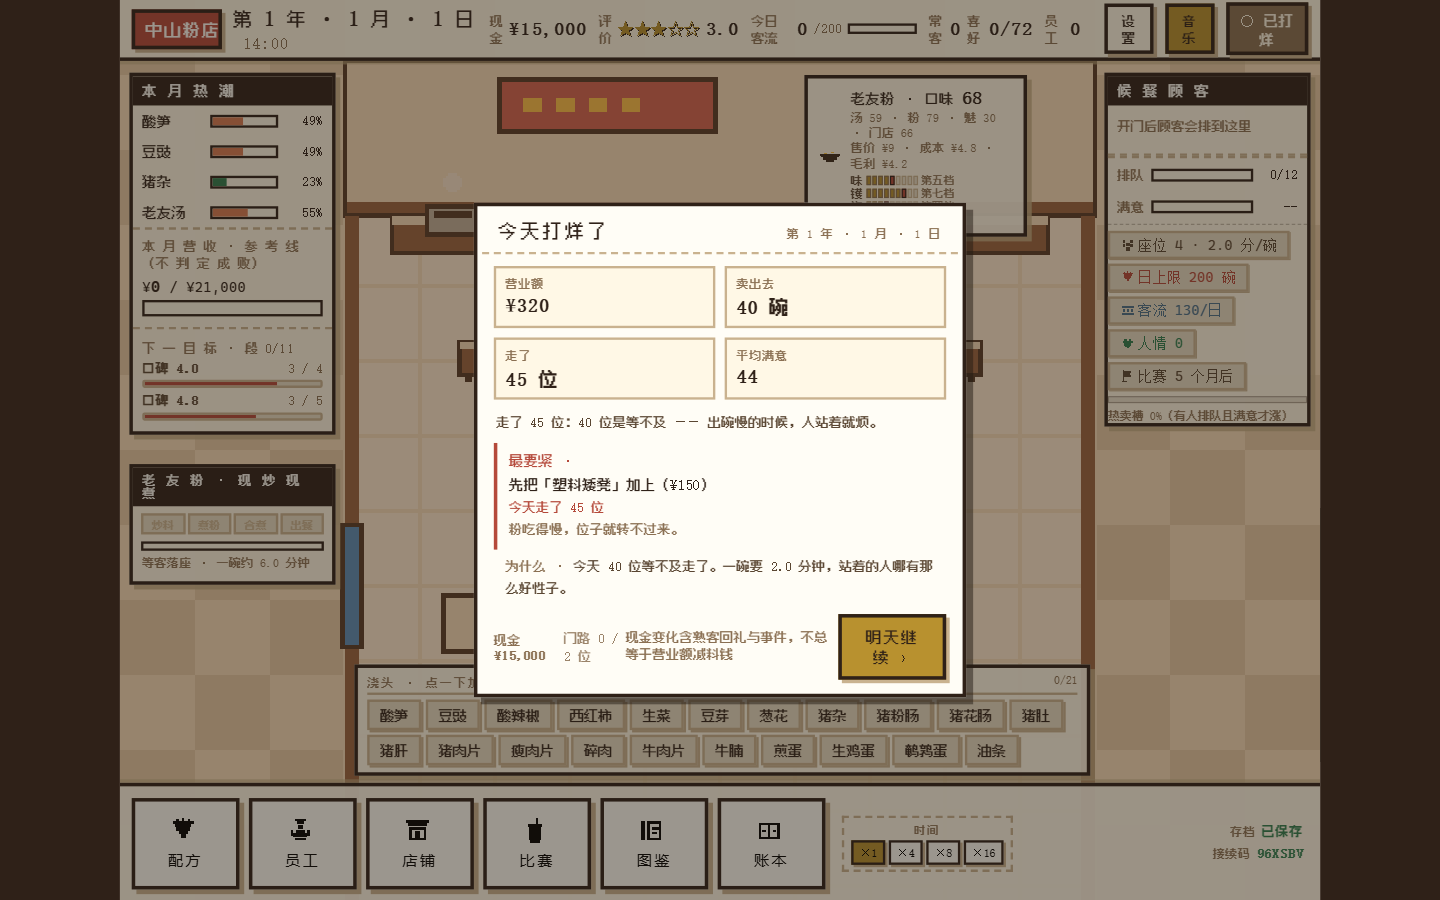 中山粉店
第 1 年 · 1 月 · 1 日
14:00
现金 ¥15,000
评价 3.0
今日客流 0 /200
常客 0
喜好 0/72
员工 0
设置
音乐
已打烊
本月热潮
酸笋 49%
豆豉 49%
猪杂 23%
老友汤 55%
本月营收 · 参考线
(不判定成败)
¥0 / ¥21,000
下一目标 · 段 0/11
口碑 4.0 3 / 4
口碑 4.8 3 / 5
老友粉 · 现炒现煮
炒料 煮粉 合煮 出餐
等客落座 · 一碗约 6.0 分钟
老友粉 · 口味 68
汤 59 · 粉 79 · 魅 30
· 门店 66
售价 ¥9 · 成本 ¥4.8 ·
毛利 ¥4.2
味 第五档
镬 第七档
候餐顾客
开门后顾客会排到这里
排队 0/12
满意 --
座位 4 · 2.0 分/碗
日上限 200 碗
客流 130/日
人情 0
比赛 5 个月后
热卖槽 0%(有人排队且满意才涨)
今天打烊了
第 1 年 · 1 月 · 1 日
营业额
¥320
卖出去
40 碗
走了
45 位
平均满意
44
走了 45 位：40 位是等不及 —— 出碗慢的时候，人站着就烦。
最要紧 ·
先把「塑料矮凳」加上（¥150）
今天走了 45 位
粉吃得慢，位子就转不过来。
为什么 · 今天 40 位等不及走了。一碗要 2.0 分钟，站着的人哪有那
么好性子。
现金
¥15,000
门路 0 /
2 位
现金变化含熟客回礼与事件，不总
等于营业额减料钱
明天继
续 ›
浇头 · 点一下加
0/21
酸笋 豆豉 酸辣椒 西红柿 生菜 豆芽 葱花 猪杂 猪粉肠 猪花肠 猪肚
猪肝 猪肉片 瘦肉片 碎肉 牛肉片 牛腩 煎蛋 生鸡蛋 鹌鹑蛋 油条
配方
员工
店铺
比赛
图鉴
账本
时间
×1 ×4 ×8 ×16
存档 已保存
接续码 96XSBV